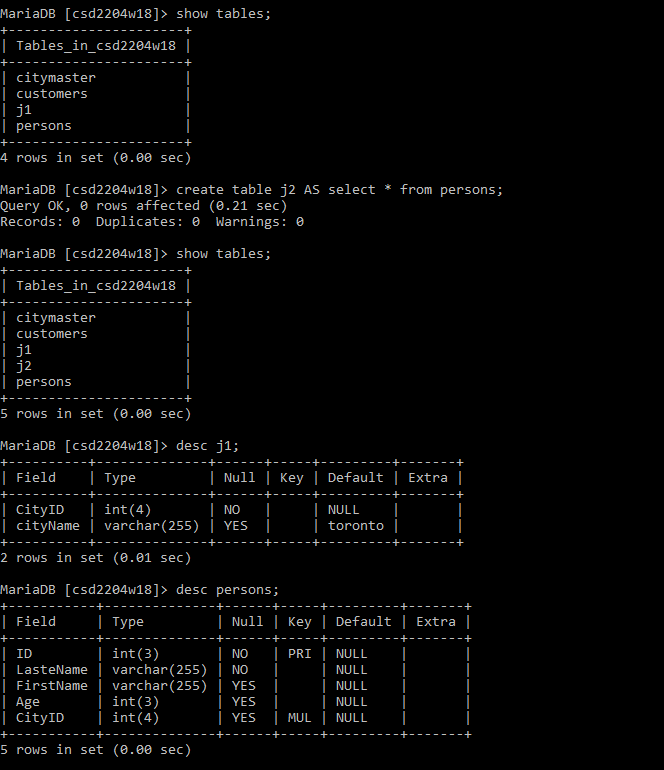 MariaDB [csd2204w18]> show tables;
+----------------------+
| Tables_in_csd2204w18 |
+----------------------+
| citymaster           |
| customers            |
| j1                   |
| persons              |
+----------------------+
4 rows in set (0.00 sec)

MariaDB [csd2204w18]> create table j2 AS select * from persons;
Query OK, 0 rows affected (0.21 sec)
Records: 0  Duplicates: 0  Warnings: 0

MariaDB [csd2204w18]> show tables;
+----------------------+
| Tables_in_csd2204w18 |
+----------------------+
| citymaster           |
| customers            |
| j1                   |
| j2                   |
| persons              |
+----------------------+
5 rows in set (0.00 sec)

MariaDB [csd2204w18]> desc j1;
+----------+--------------+------+-----+---------+-------+
| Field    | Type         | Null | Key | Default | Extra |
+----------+--------------+------+-----+---------+-------+
| CityID   | int(4)       | NO   |     | NULL    |       |
| cityName | varchar(255) | YES  |     | toronto |       |
+----------+--------------+------+-----+---------+-------+
2 rows in set (0.01 sec)

MariaDB [csd2204w18]> desc persons;
+-----------+--------------+------+-----+---------+-------+
| Field     | Type         | Null | Key | Default | Extra |
+-----------+--------------+------+-----+---------+-------+
| ID        | int(3)       | NO   | PRI | NULL    |       |
| LasteName | varchar(255) | NO   |     | NULL    |       |
| FirstName | varchar(255) | YES  |     | NULL    |       |
| Age       | int(3)       | YES  |     | NULL    |       |
| CityID    | int(4)       | YES  | MUL | NULL    |       |
+-----------+--------------+------+-----+---------+-------+
5 rows in set (0.00 sec)